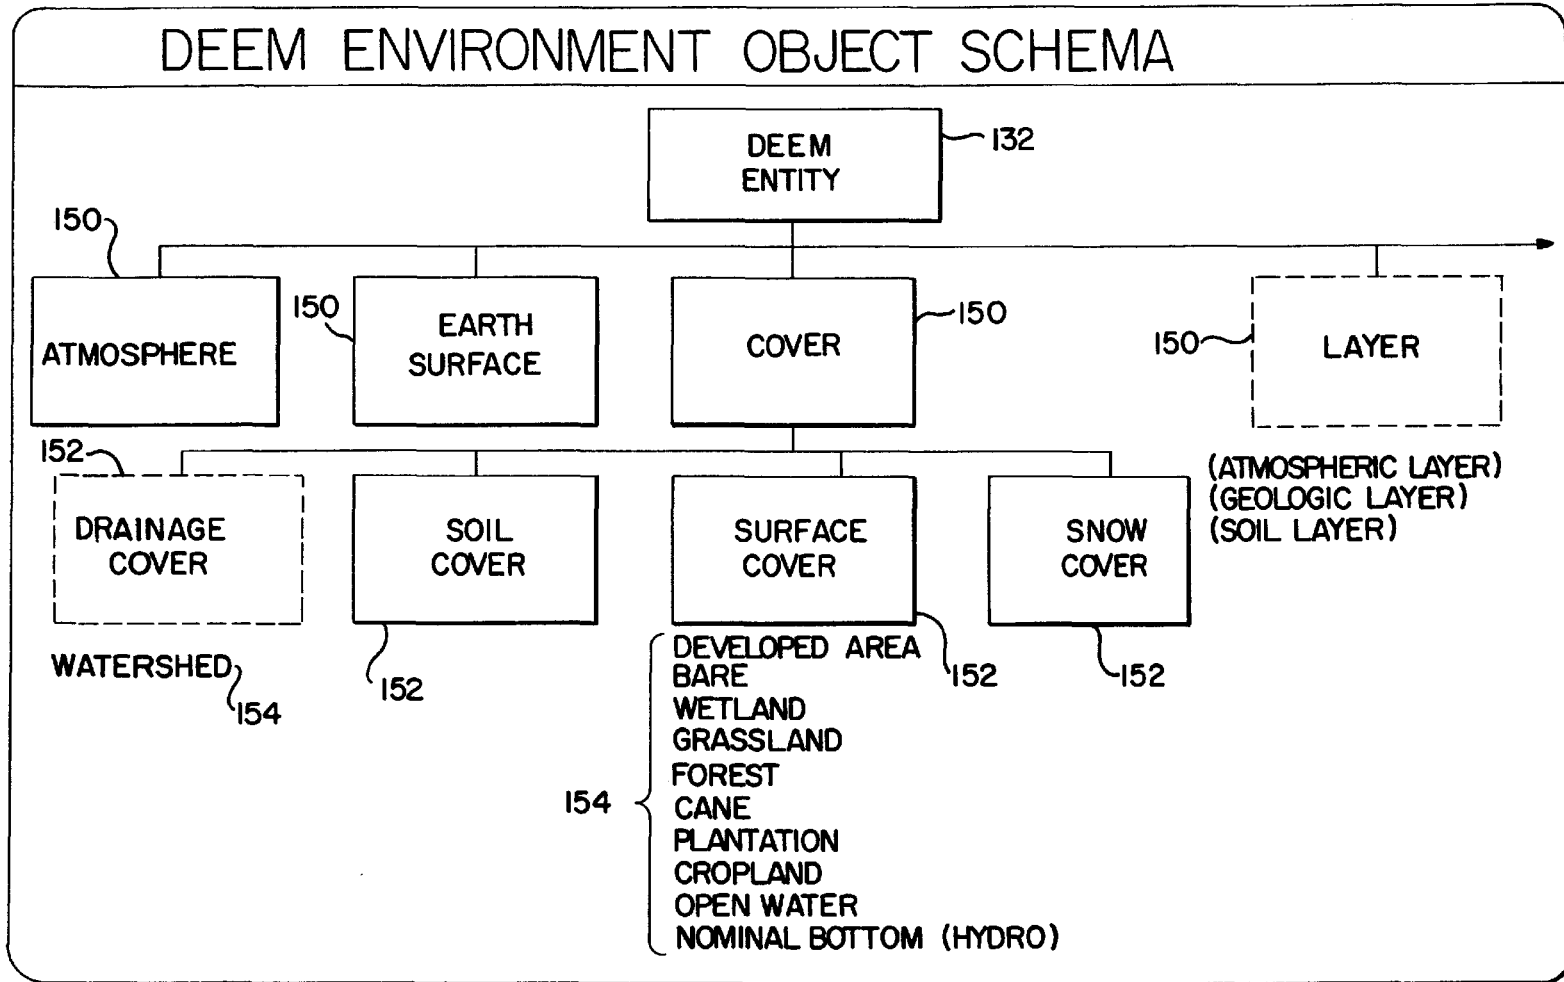 DEEM ENVIRONMENT OBJECT SCHEMA
DEEM
ENTITY
132
150
ATMOSPHERE
150
EARTH
SURFACE
COVER
150
150
LAYER
(ATMOSPHERIC LAYER)
(GEOLOGIC LAYER)
(SOIL LAYER)
152
DRAINAGE
COVER
WATERSHED
154
SOIL
COVER
152
SURFACE
COVER
152
SNOW
COVER
152
154
DEVELOPED AREA
BARE
WETLAND
GRASSLAND
FOREST
CANE
PLANTATION
CROPLAND
OPEN WATER
NOMINAL BOTTOM (HYDRO)